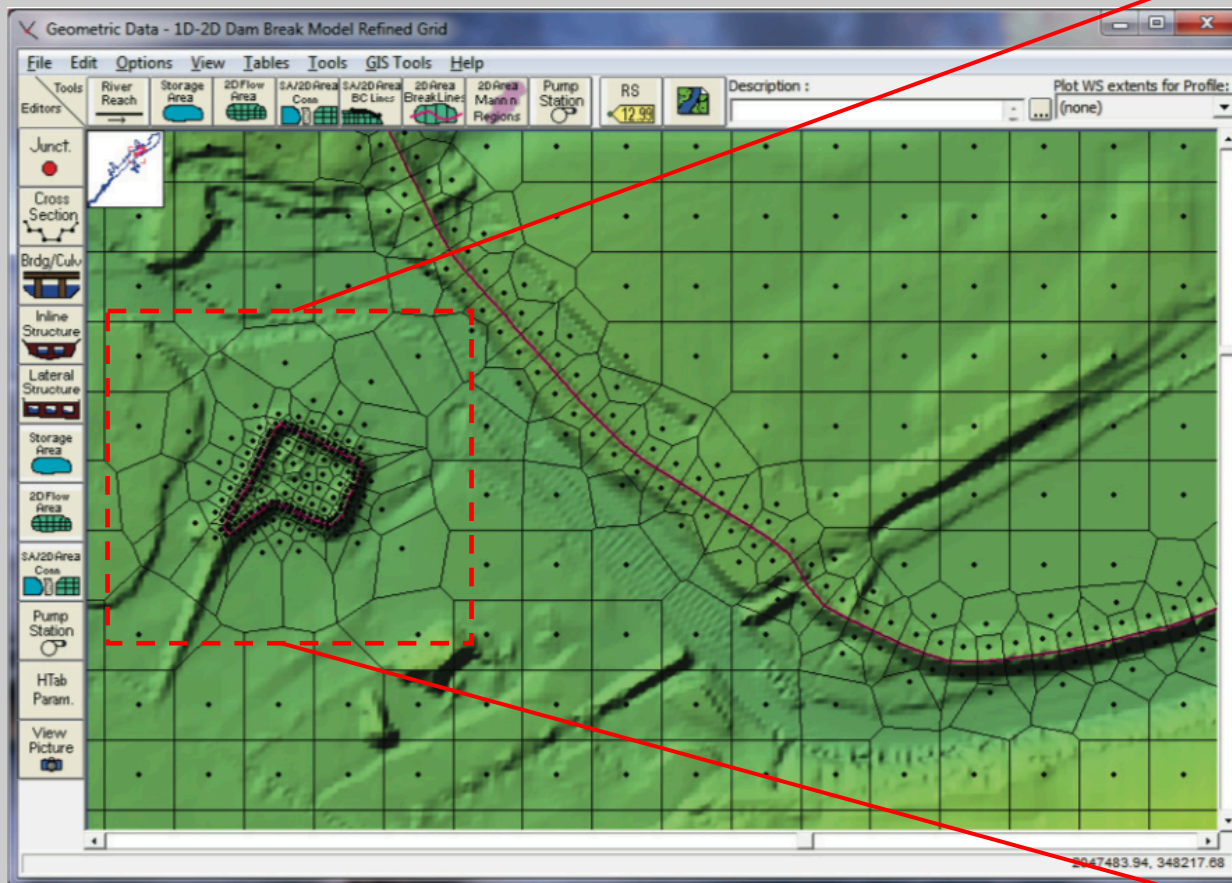 Geometric Data - 1D-2D Dam Break Model Refined Grid
File Edit Options View Tables Tools GIS Tools Help
Tools
Editors
River
Reach
Storage
Area
2D Flow
Area
SA/2D Area
Conn
SA/2D Area
BC Lines
2D Area
BreakLines
2D Area
Mann n
Regions
Pump
Station
RS
12.99
Description :
...
Plot WS extents for Profile:
(none)
Junct.
Cross
Section
Brdg/Culv
Inline
Structure
Lateral
Structure
Storage
Area
2D Flow
Area
SA/2D Area
Conn
Pump
Station
HTab
Param.
View
Picture
2047483.94, 348217.68